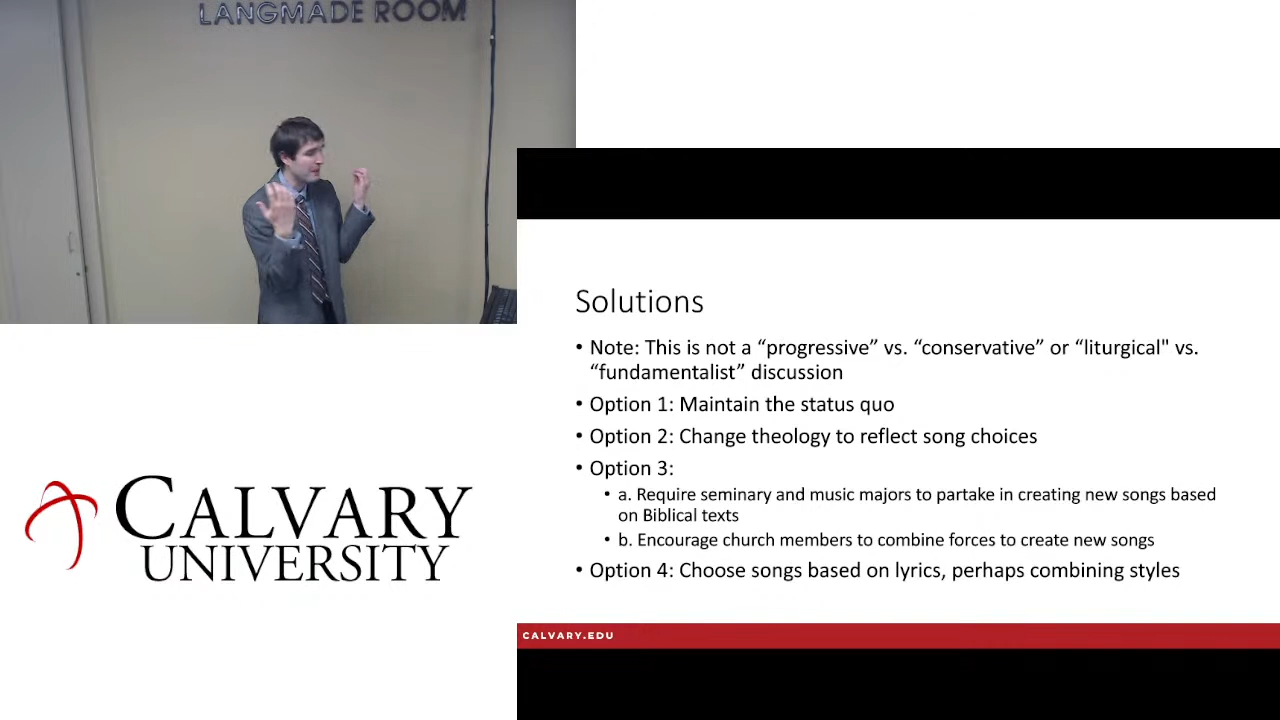 LANGMADE ROOM
Solutions
• Note: This is not a “progressive” vs. “conservative” or “liturgical" vs.
“fundamentalist” discussion
• Option 1: Maintain the status quo
• Option 2: Change theology to reflect song choices
• Option 3:
• a. Require seminary and music majors to partake in creating new songs based
on Biblical texts
• b. Encourage church members to combine forces to create new songs
• Option 4: Choose songs based on lyrics, perhaps combining styles
CALVARY
UNIVERSITY
CALVARY.EDU